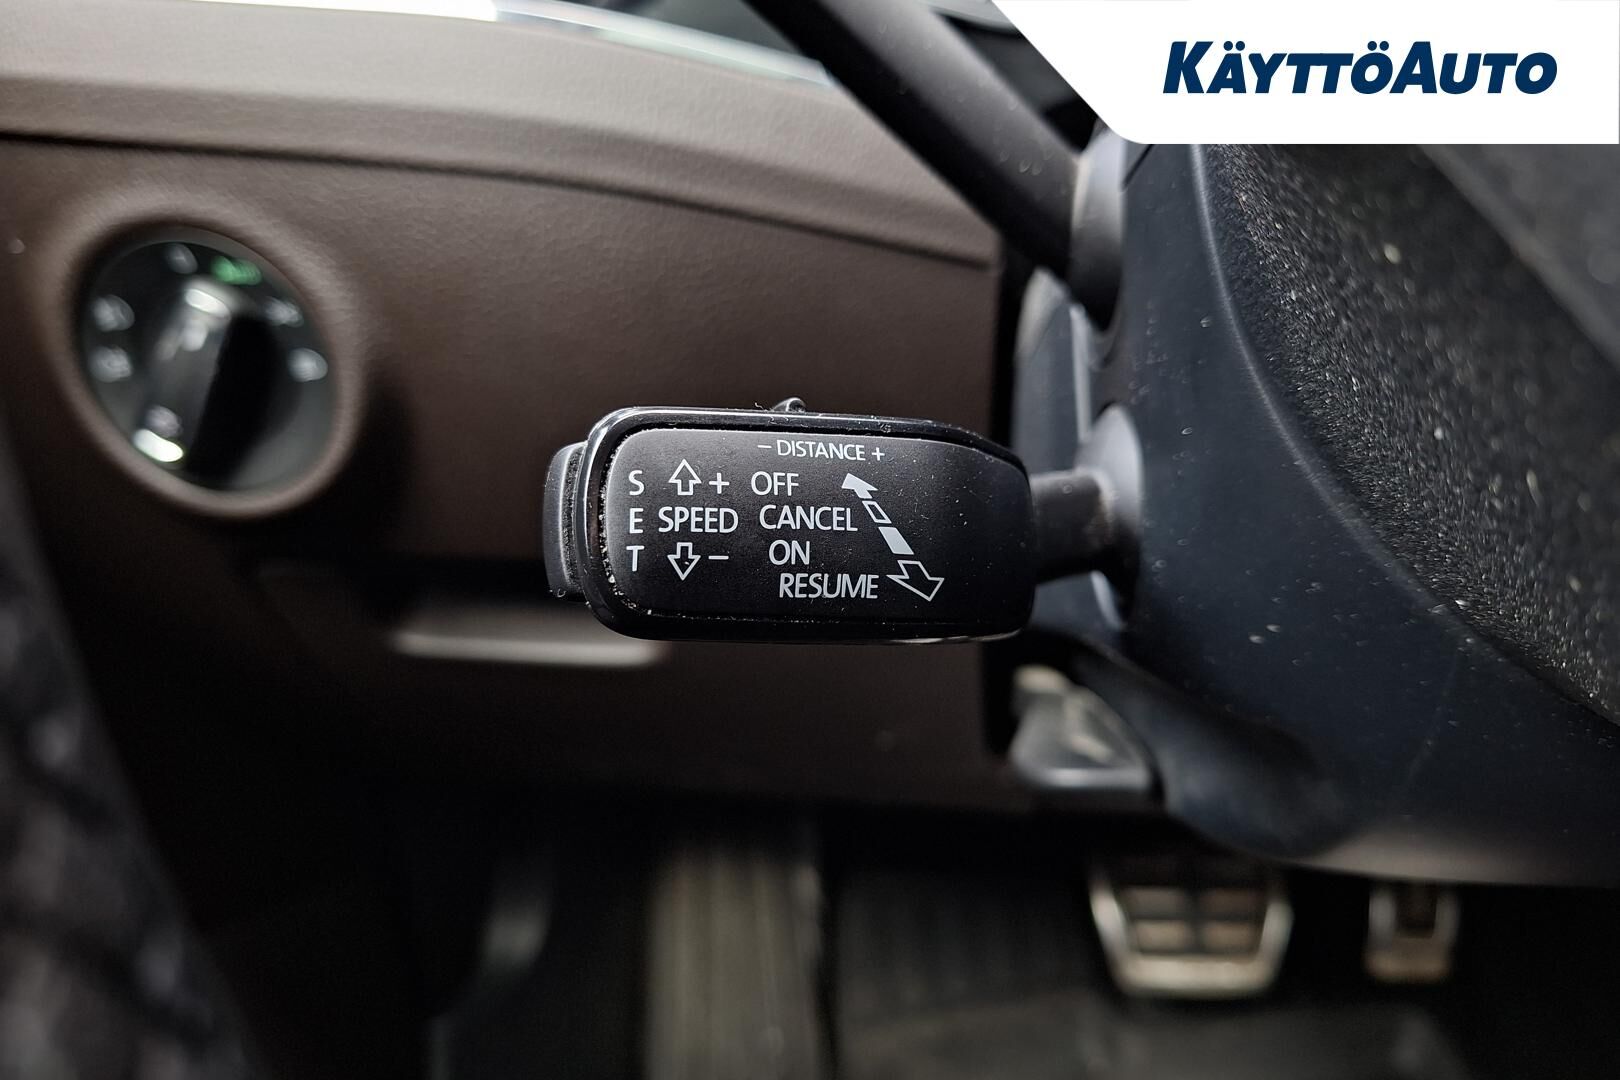 KÄYTTÖAUTO
– DISTANCE +
S + OFF
E SPEED CANCEL
T – ON
RESUME